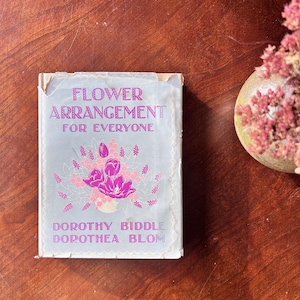 FLOWER
ARRANGEMENT
FOR EVERYONE
DOROTHY BIDDLE
DOROTHEA BLOM